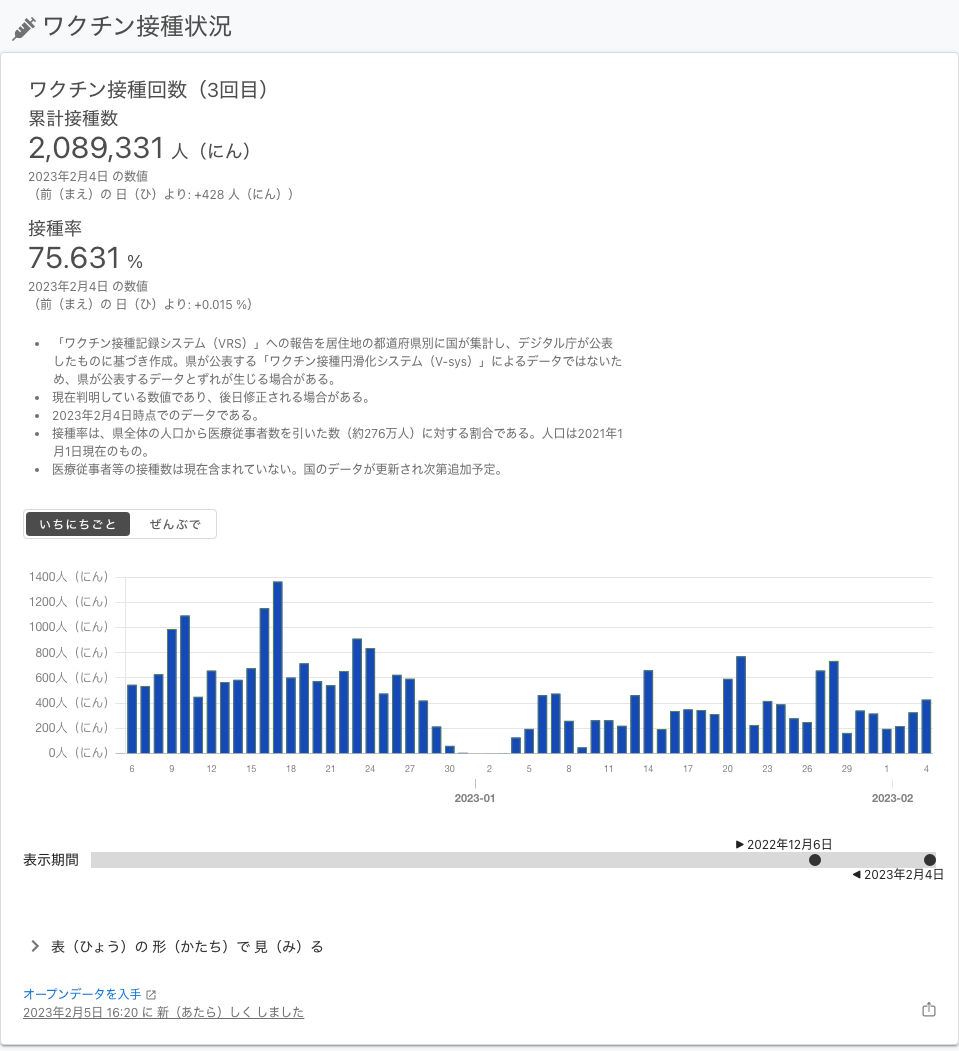 ワクチン接種状況
ワクチン接種回数（3回目）
累計接種数
2,089,331 人（にん）
2023年2月4日 の数値
（前（まえ）の 日（ひ）より: +428 人（にん））
接種率
75.631 %
2023年2月4日 の数値
（前（まえ）の 日（ひ）より: +0.015 %）
• 「ワクチン接種記録システム（VRS）」への報告を居住地の都道府県別に国が集計し、デジタル庁が公表
したものに基づき作成。県が公表する「ワクチン接種円滑化システム（V-sys）」によるデータではないた
め、県が公表するデータとずれが生じる場合がある。
• 現在判明している数値であり、後日修正される場合がある。
• 2023年2月4日時点でのデータである。
• 接種率は、県全体の人口から医療従事者数を引いた数（約276万人）に対する割合である。人口は2021年1
月1日現在のもの。
• 医療従事者等の接種数は現在含まれていない。国のデータが更新され次第追加予定。
いちにちごと ぜんぶで
1400人（にん）
1200人（にん）
1000人（にん）
800人（にん）
600人（にん）
400人（にん）
200人（にん）
0人（にん）
6 9 12 15 18 21 24 27 30 2 5 8 11 14 17 20 23 26 29 1 4
2023-01 2023-02
▶ 2022年12月6日
表示期間
◀ 2023年2月4日
表（ひょう）の 形（かたち）で 見（み）る
オープンデータを入手
2023年2月5日 16:20 に 新（あたら）しく しました